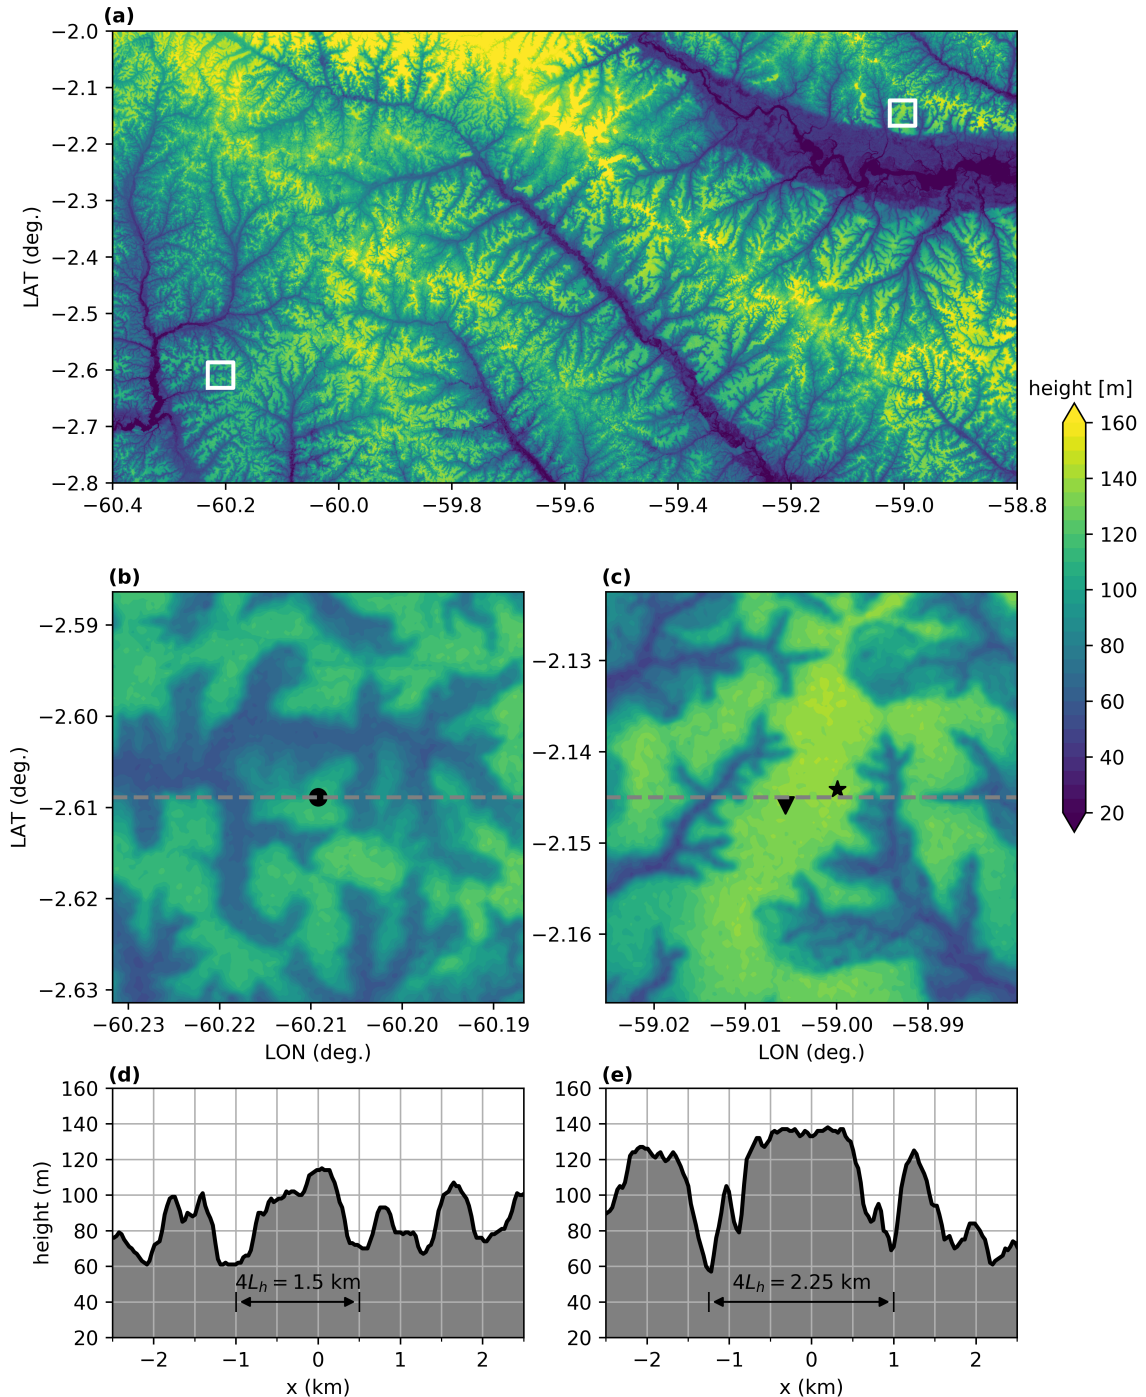 (a)
−2.0
−2.1
−2.2
−2.3
−2.4
−2.5
−2.6
−2.7
−2.8
LAT (deg.)
−60.4 −60.2 −60.0 −59.8 −59.6 −59.4 −59.2 −59.0 −58.8
height [m]
160
140
120
100
80
60
40
20
(b)
−2.59
−2.60
−2.61
−2.62
−2.63
LAT (deg.)
−60.23 −60.22 −60.21 −60.20 −60.19
LON (deg.)
(c)
−2.13
−2.14
−2.15
−2.16
−59.02 −59.01 −59.00 −58.99
LON (deg.)
(d)
160
140
120
100
80
60
40
20
height (m)
4L_h = 1.5 km
−2 −1 0 1 2
x (km)
(e)
160
140
120
100
80
60
40
20
4L_h = 2.25 km
−2 −1 0 1 2
x (km)